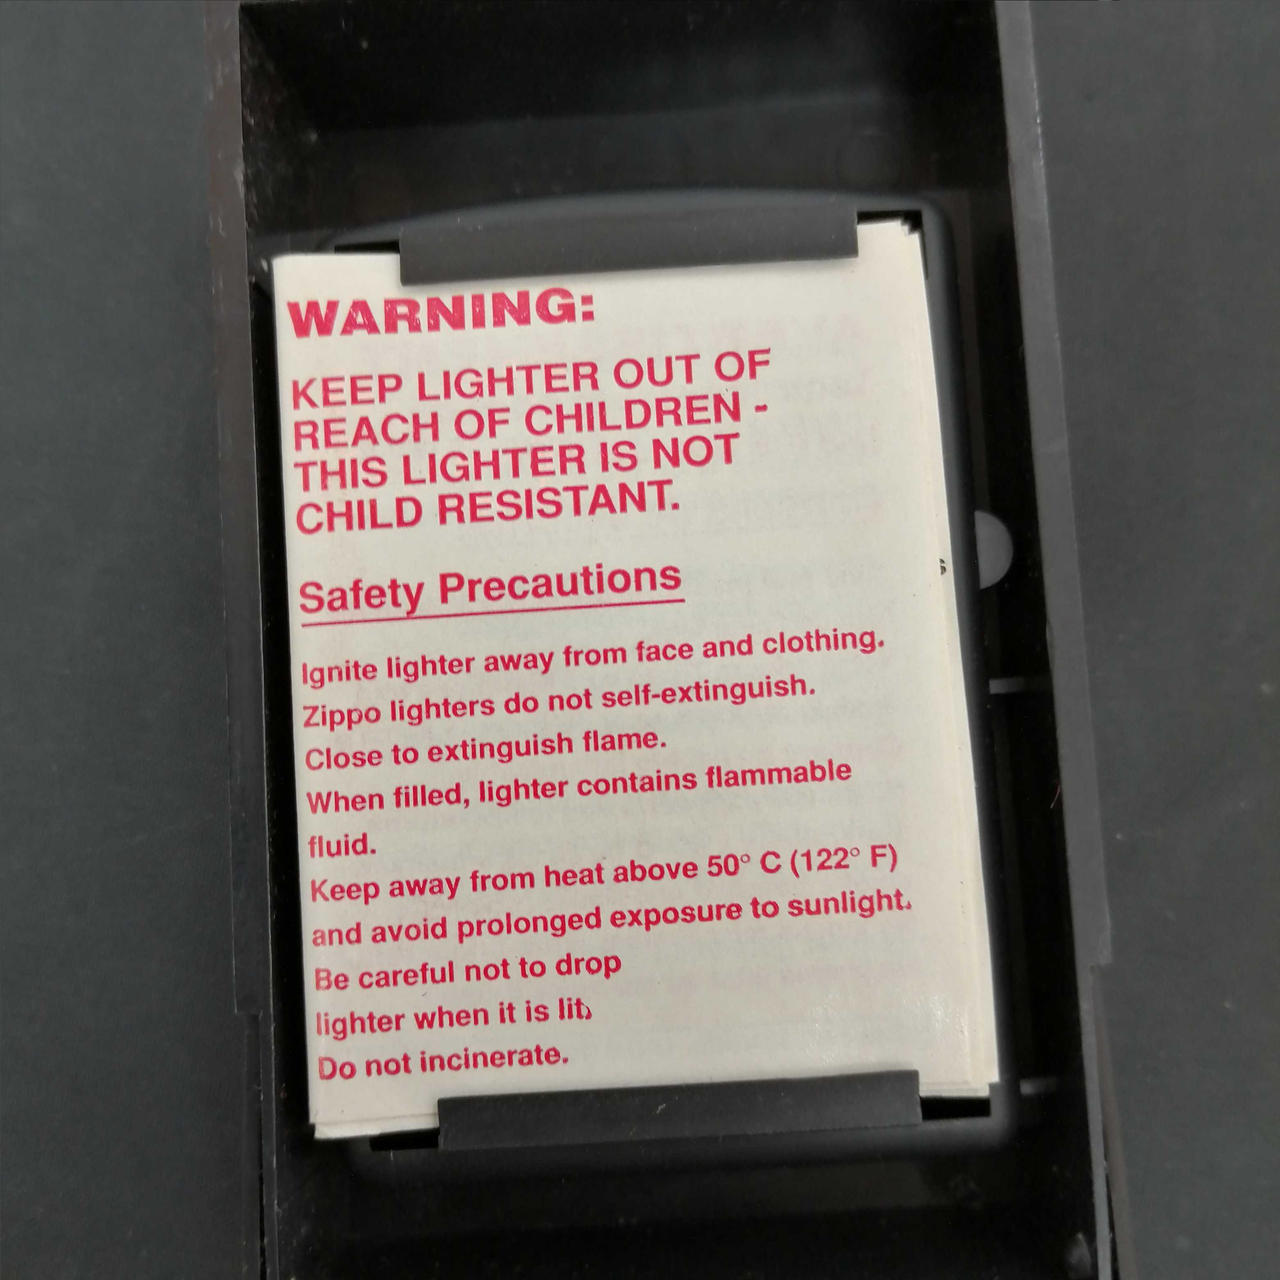 WARNING:
KEEP LIGHTER OUT OF
REACH OF CHILDREN -
THIS LIGHTER IS NOT
CHILD RESISTANT.
Safety Precautions
Ignite lighter away from face and clothing.
Zippo lighters do not self-extinguish.
Close to extinguish flame.
When filled, lighter contains flammable
fluid.
Keep away from heat above 50° C (122° F)
and avoid prolonged exposure to sunlight.
Be careful not to drop
lighter when it is lit.
Do not incinerate.